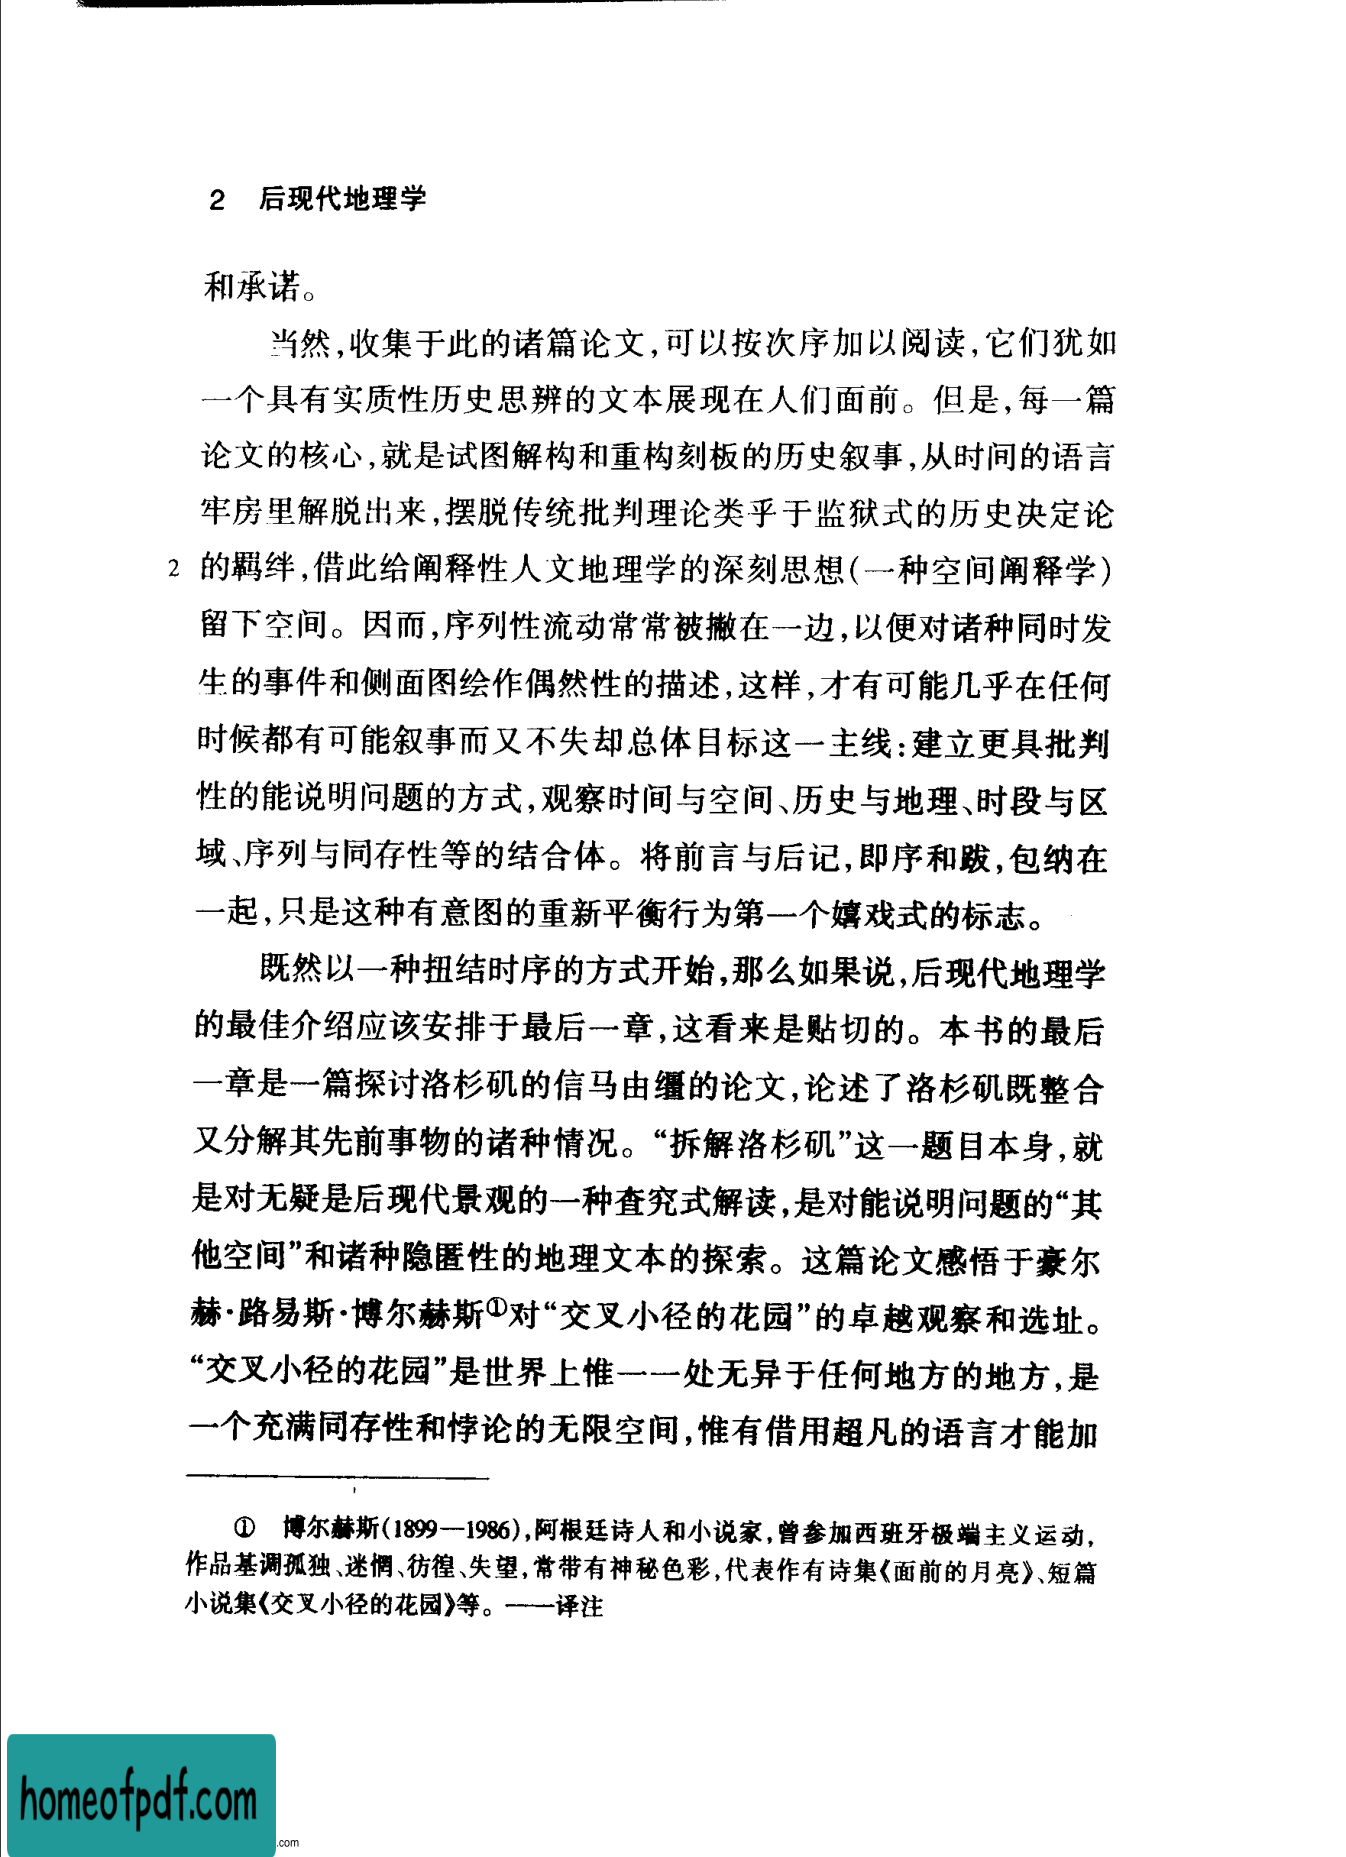 2 后现代地理学
和承诺。
当然,收集于此的诸篇论文,可以按次序加以阅读,它们犹如
一个具有实质性历史思辨的文本展现在人们面前。但是,每一篇
论文的核心,就是试图解构和重构刻板的历史叙事,从时间的语言
牢房里解脱出来,摆脱传统批判理论类乎于监狱式的历史决定论
2 的羁绊,借此给阐释性人文地理学的深刻思想(一种空间阐释学)
留下空间。因而,序列性流动常常被撇在一边,以便对诸种同时发
生的事件和侧面图绘作偶然性的描述,这样,才有可能几乎在任何
时候都有可能叙事而又不失却总体目标这一主线:建立更具批判
性的能说明问题的方式,观察时间与空间、历史与地理、时段与区
域、序列与同存性等的结合体。将前言与后记,即序和跋,包纳在
一起,只是这种有意图的重新平衡行为第一个嬉戏式的标志。
既然以一种扭结时序的方式开始,那么如果说,后现代地理学
的最佳介绍应该安排于最后一章,这看来是贴切的。本书的最后
一章是一篇探讨洛杉矶的信马由缰的论文,论述了洛杉矶既整合
又分解其先前事物的诸种情况。“拆解洛杉矶”这一题目本身,就
是对无疑是后现代景观的一种查究式解读,是对能说明问题的“其
他空间”和诸种隐匿性的地理文本的探索。这篇论文感悟于豪尔
赫·路易斯·博尔赫斯①对“交叉小径的花园”的卓越观察和选址。
“交叉小径的花园”是世界上惟一一处无异于任何地方的地方,是
一个充满同存性和悖论的无限空间,惟有借用超凡的语言才能加
① 博尔赫斯(1899—1986),阿根廷诗人和小说家,曾参加西班牙极端主义运动,
作品基调孤独、迷惘、彷徨、失望,常带有神秘色彩,代表作有诗集《面前的月亮》、短篇
小说集《交叉小径的花园》等。——译注
homeofpdf.com
.com